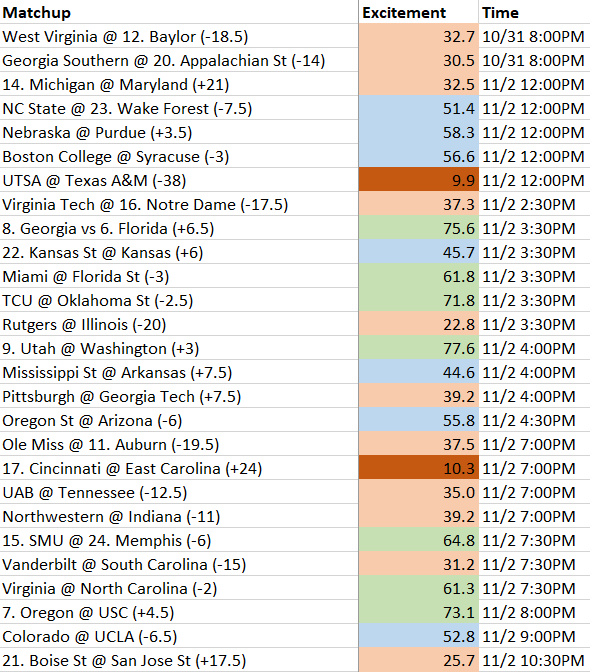 Matchup Excitement Time
West Virginia @ 12. Baylor (-18.5) 32.7 10/31 8:00PM
Georgia Southern @ 20. Appalachian St (-14) 30.5 10/31 8:00PM
14. Michigan @ Maryland (+21) 32.5 11/2 12:00PM
NC State @ 23. Wake Forest (-7.5) 51.4 11/2 12:00PM
Nebraska @ Purdue (+3.5) 58.3 11/2 12:00PM
Boston College @ Syracuse (-3) 56.6 11/2 12:00PM
UTSA @ Texas A&M (-38) 9.9 11/2 12:00PM
Virginia Tech @ 16. Notre Dame (-17.5) 37.3 11/2 2:30PM
8. Georgia vs 6. Florida (+6.5) 75.6 11/2 3:30PM
22. Kansas St @ Kansas (+6) 45.7 11/2 3:30PM
Miami @ Florida St (-3) 61.8 11/2 3:30PM
TCU @ Oklahoma St (-2.5) 71.8 11/2 3:30PM
Rutgers @ Illinois (-20) 22.8 11/2 3:30PM
9. Utah @ Washington (+3) 77.6 11/2 4:00PM
Mississippi St @ Arkansas (+7.5) 44.6 11/2 4:00PM
Pittsburgh @ Georgia Tech (+7.5) 39.2 11/2 4:00PM
Oregon St @ Arizona (-6) 55.8 11/2 4:30PM
Ole Miss @ 11. Auburn (-19.5) 37.5 11/2 7:00PM
17. Cincinnati @ East Carolina (+24) 10.3 11/2 7:00PM
UAB @ Tennessee (-12.5) 35.0 11/2 7:00PM
Northwestern @ Indiana (-11) 39.2 11/2 7:00PM
15. SMU @ 24. Memphis (-6) 64.8 11/2 7:30PM
Vanderbilt @ South Carolina (-15) 31.2 11/2 7:30PM
Virginia @ North Carolina (-2) 61.3 11/2 7:30PM
7. Oregon @ USC (+4.5) 73.1 11/2 8:00PM
Colorado @ UCLA (-6.5) 52.8 11/2 9:00PM
21. Boise St @ San Jose St (+17.5) 25.7 11/2 10:30PM